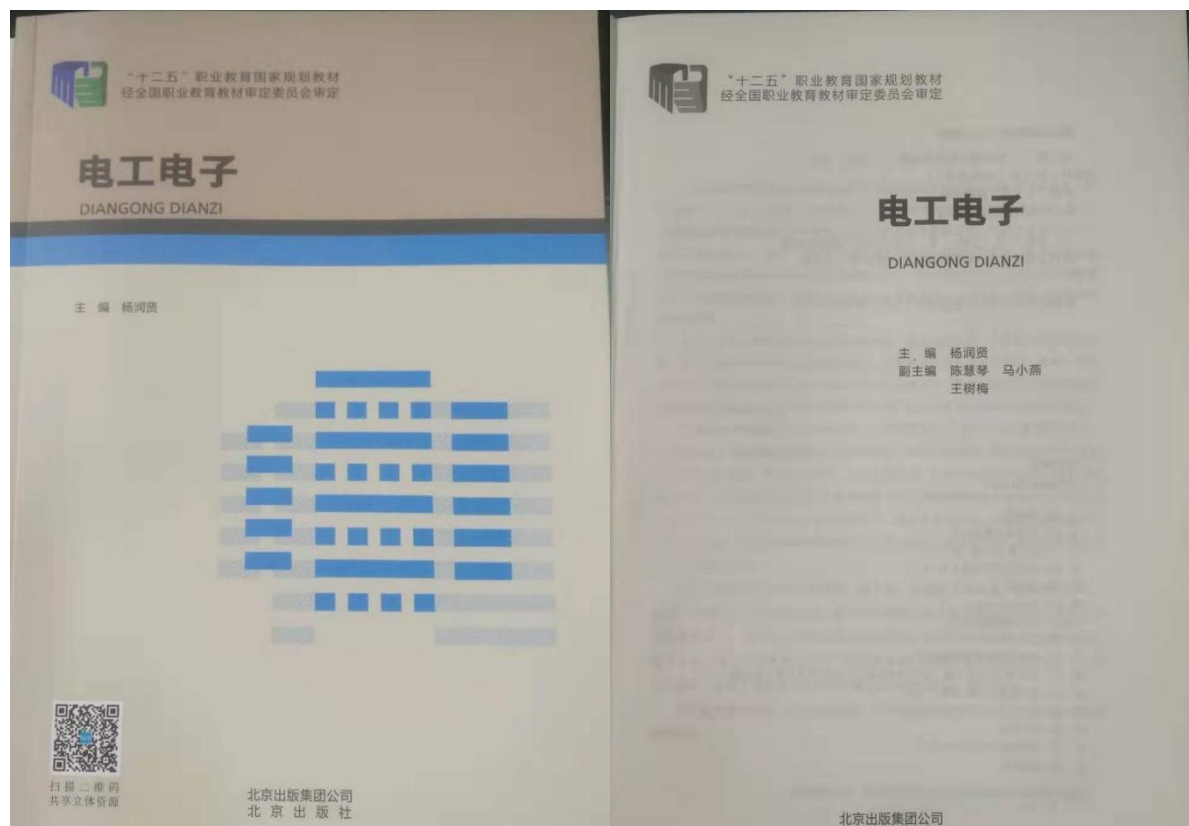 “十二五”职业教育国家规划教材
经全国职业教育教材审定委员会审定
电工电子
DIANGONG DIANZI
主 编 杨润贤
扫描二维码
共享立体资源
北京出版集团公司
北京出版社
“十二五”职业教育国家规划教材
经全国职业教育教材审定委员会审定
电工电子
DIANGONG DIANZI
主 编 杨润贤
副主编 陈慧琴 马小燕
王树梅
北京出版集团公司